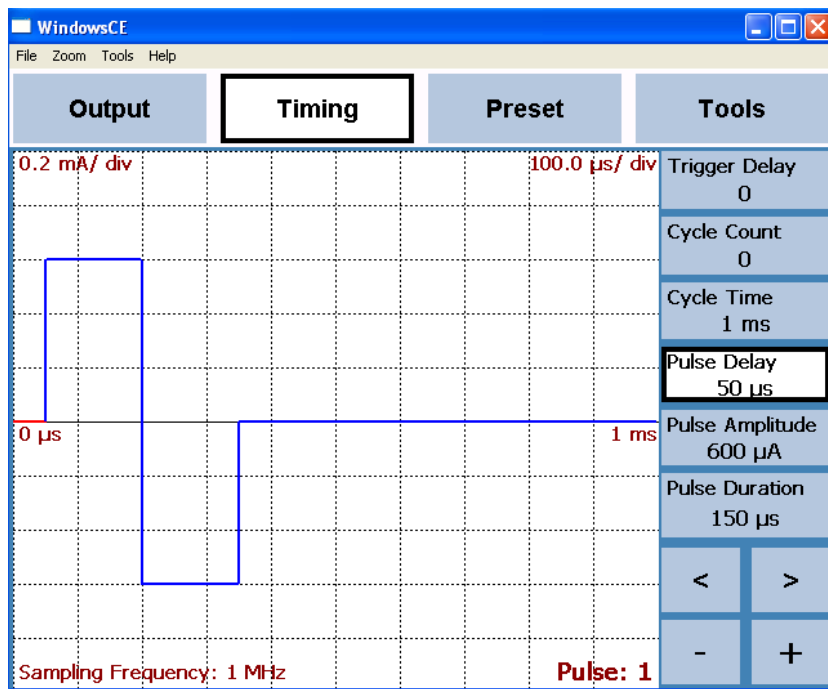 WindowsCE
File Zoom Tools Help
Output Timing Preset Tools
0.2 mA/ div 100.0 µs/ div
Trigger Delay
0
Cycle Count
0
Cycle Time
1 ms
Pulse Delay
50 µs
0 µs 1 ms
Pulse Amplitude
600 µA
Pulse Duration
150 µs
< >
- +
Sampling Frequency: 1 MHz Pulse: 1